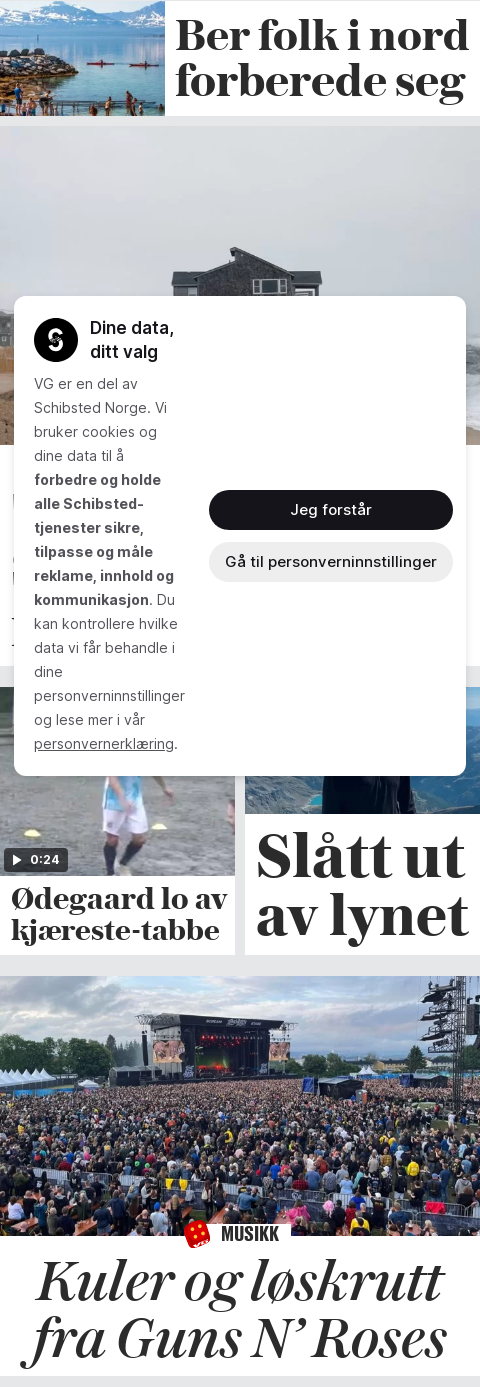 Ber folk i nord
forberede seg
Dine data,
ditt valg
VG er en del av
Schibsted Norge. Vi
bruker cookies og
dine data til å
forbedre og holde
alle Schibsted-
tjenester sikre,
tilpasse og måle
reklame, innhold og
kommunikasjon. Du
kan kontrollere hvilke
data vi får behandle i
dine
personverninnstillinger
og lese mer i vår
personvernerklæring.
Jeg forstår
Gå til personverninnstillinger
0:24
Ødegaard lo av
kjæreste-tabbe
Slått ut
av lynet
MUSIKK
Kuler og løskrutt
fra Guns N’ Roses